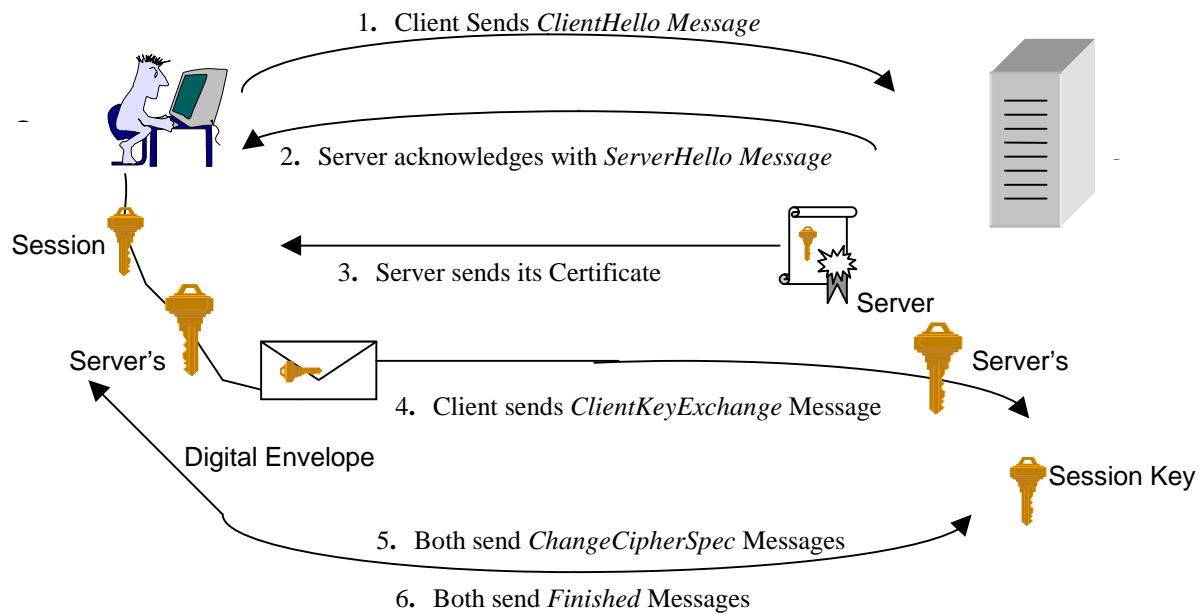 1. Client Sends ClientHello Message
2. Server acknowledges with ServerHello Message
Session
3. Server sends its Certificate
Server
Server's
Server's
4. Client sends ClientKeyExchange Message
Digital Envelope
Session Key
5. Both send ChangeCipherSpec Messages
6. Both send Finished Messages